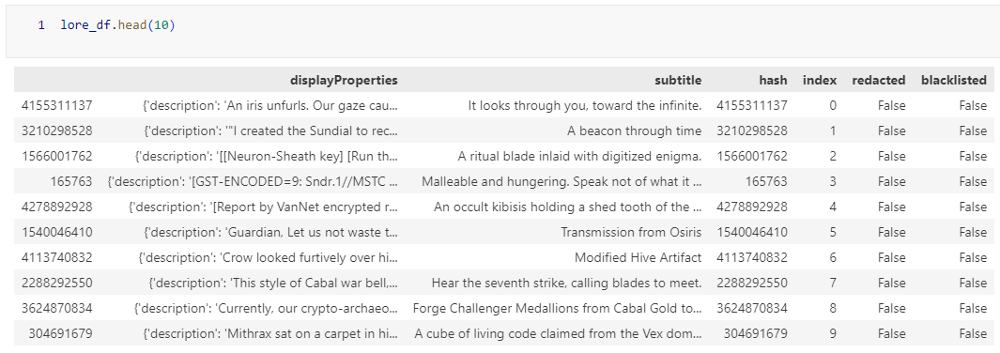 1 lore_df.head(10)
displayProperties subtitle hash index redacted blacklisted
4155311137 {'description': 'An iris unfurls. Our gaze cau... It looks through you, toward the infinite. 4155311137 0 False False
3210298528 {'description': '"I created the Sundial to rec... A beacon through time 3210298528 1 False False
1566001762 {'description': '[[Neuron-Sheath key] [Run th... A ritual blade inlaid with digitized enigma. 1566001762 2 False False
165763 {'description': '[GST-ENCODED=9: Sndr.1//MSTC ... Malleable and hungering. Speak not of what it ... 165763 3 False False
4278892928 {'description': '[Report by VanNet encrypted r... An occult kibisis holding a shed tooth of the ... 4278892928 4 False False
1540046410 {'description': 'Guardian, Let us not waste t... Transmission from Osiris 1540046410 5 False False
4113740832 {'description': 'Crow looked furtively over hi... Modified Hive Artifact 4113740832 6 False False
2288292550 {'description': 'This style of Cabal war bell,... Hear the seventh strike, calling blades to meet. 2288292550 7 False False
3624870834 {'description': 'Currently, our crypto-archaeo... Forge Challenger Medallions from Cabal Gold to... 3624870834 8 False False
304691679 {'description': 'Mithrax sat on a carpet in hi... A cube of living code claimed from the Vex dom... 304691679 9 False False